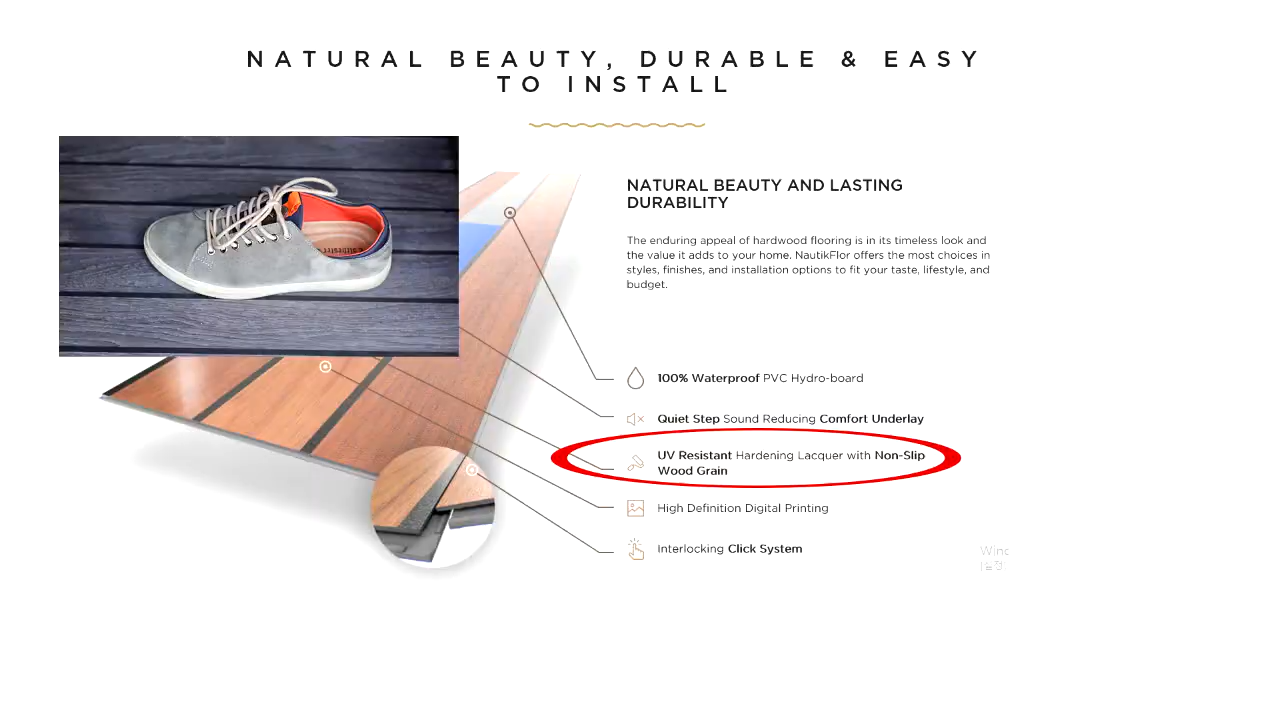 NATURAL BEAUTY, DURABLE & EASY
TO INSTALL
NATURAL BEAUTY AND LASTING
DURABILITY
The enduring appeal of hardwood flooring is in its timeless look and
the value it adds to your home. NautikFlor offers the most choices in
styles, finishes, and installation options to fit your taste, lifestyle, and
budget.
100% Waterproof PVC Hydro-board
Quiet Step Sound Reducing Comfort Underlay
UV Resistant Hardening Lacquer with Non-Slip
Wood Grain
High Definition Digital Printing
Interlocking Click System